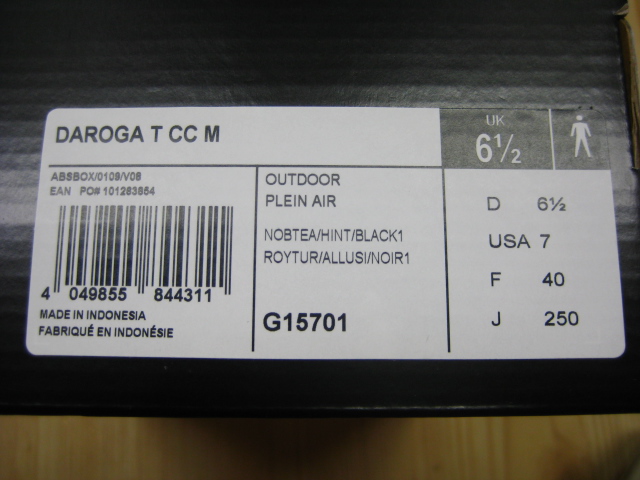 DAROGA T CC M
UK
6½
ABSBOX/0109/V08
EAN PO# 101283854
4 049855 844311
MADE IN INDONESIA
FABRIQUÉ EN INDONÉSIE
OUTDOOR
PLEIN AIR
NOBTEA/HINT/BLACK1
ROYTUR/ALLUSI/NOIR1
G15701
D 6½
USA 7
F 40
J 250